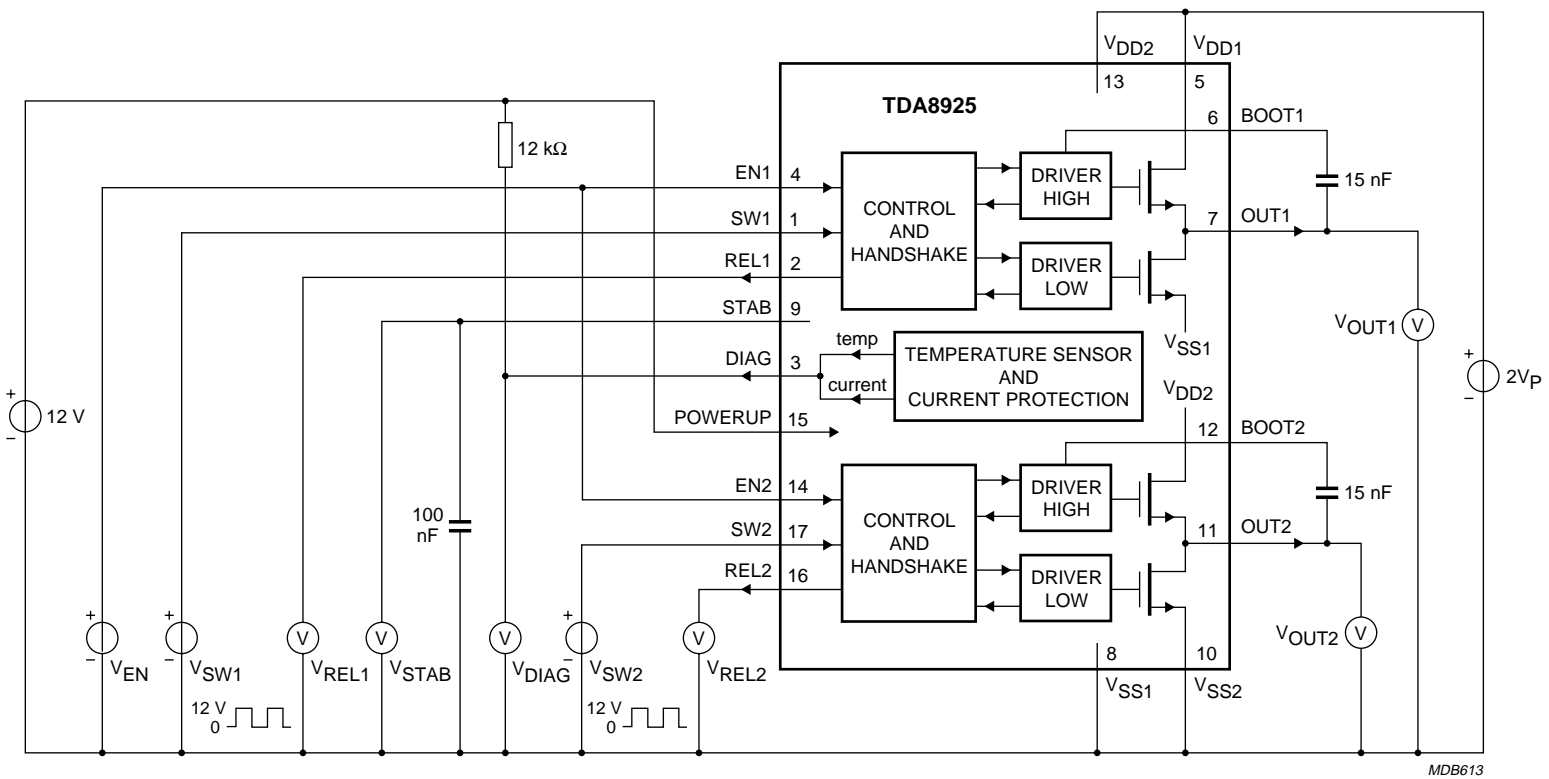 VDD2
VDD1
13
5
TDA8925
6
BOOT1
12 kΩ
15 nF
EN1
4
SW1
1
REL1
2
STAB
9
DIAG
3
POWERUP
15
CONTROL
AND
HANDSHAKE
DRIVER
HIGH
DRIVER
LOW
7
OUT1
VOUT1
V
VSS1
temp
current
TEMPERATURE SENSOR
AND
CURRENT PROTECTION
VDD2
+
2VP
−
+
12 V
−
12
BOOT2
15 nF
EN2
14
SW2
17
REL2
16
CONTROL
AND
HANDSHAKE
DRIVER
HIGH
DRIVER
LOW
11
OUT2
VOUT2
V
100
nF
+
−
VEN
+
−
VSW1
V
VREL1
V
VSTAB
V
VDIAG
+
−
VSW2
V
VREL2
8
10
VSS1
VSS2
12 V
0
12 V
0
MDB613